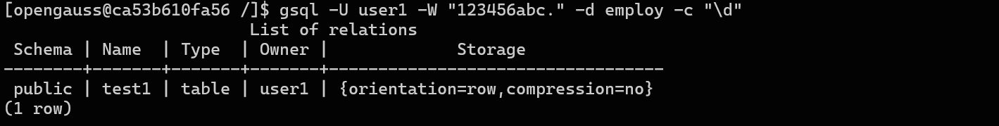 [opengauss@ca53b610fa56 /]$ gsql -U user1 -W "123456abc." -d employ -c "\d"
                         List of relations
 Schema | Name  | Type  | Owner |             Storage
--------+-------+-------+-------+----------------------------------
 public | test1 | table | user1 | {orientation=row,compression=no}
(1 row)